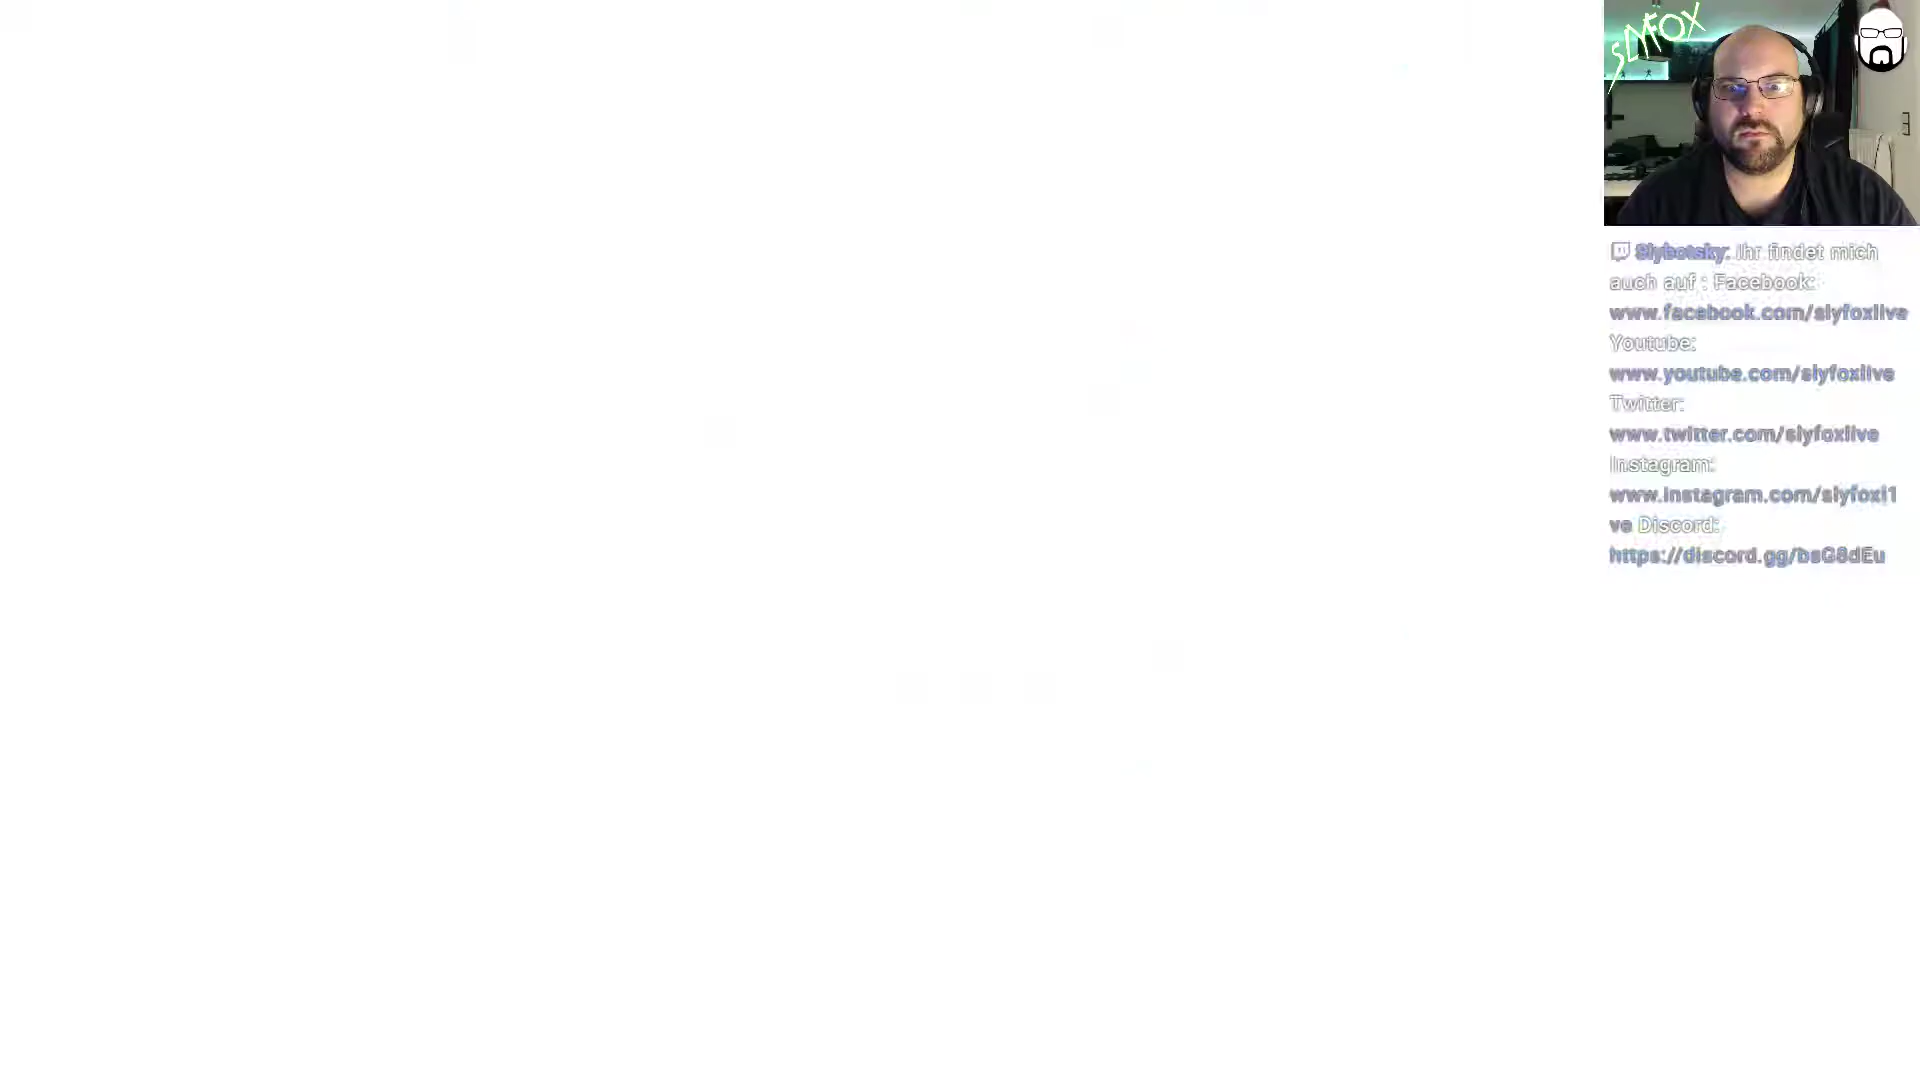 SLYFOX
Slybotsky: Ihr findet mich
auch auf : Facebook:
www.facebook.com/slyfoxlive
Youtube:
www.youtube.com/slyfoxlive
Twitter:
www.twitter.com/slyfoxlive
Instagram:
www.instagram.com/slyfoxl1
ve Discord:
https://discord.gg/bsG8dEu